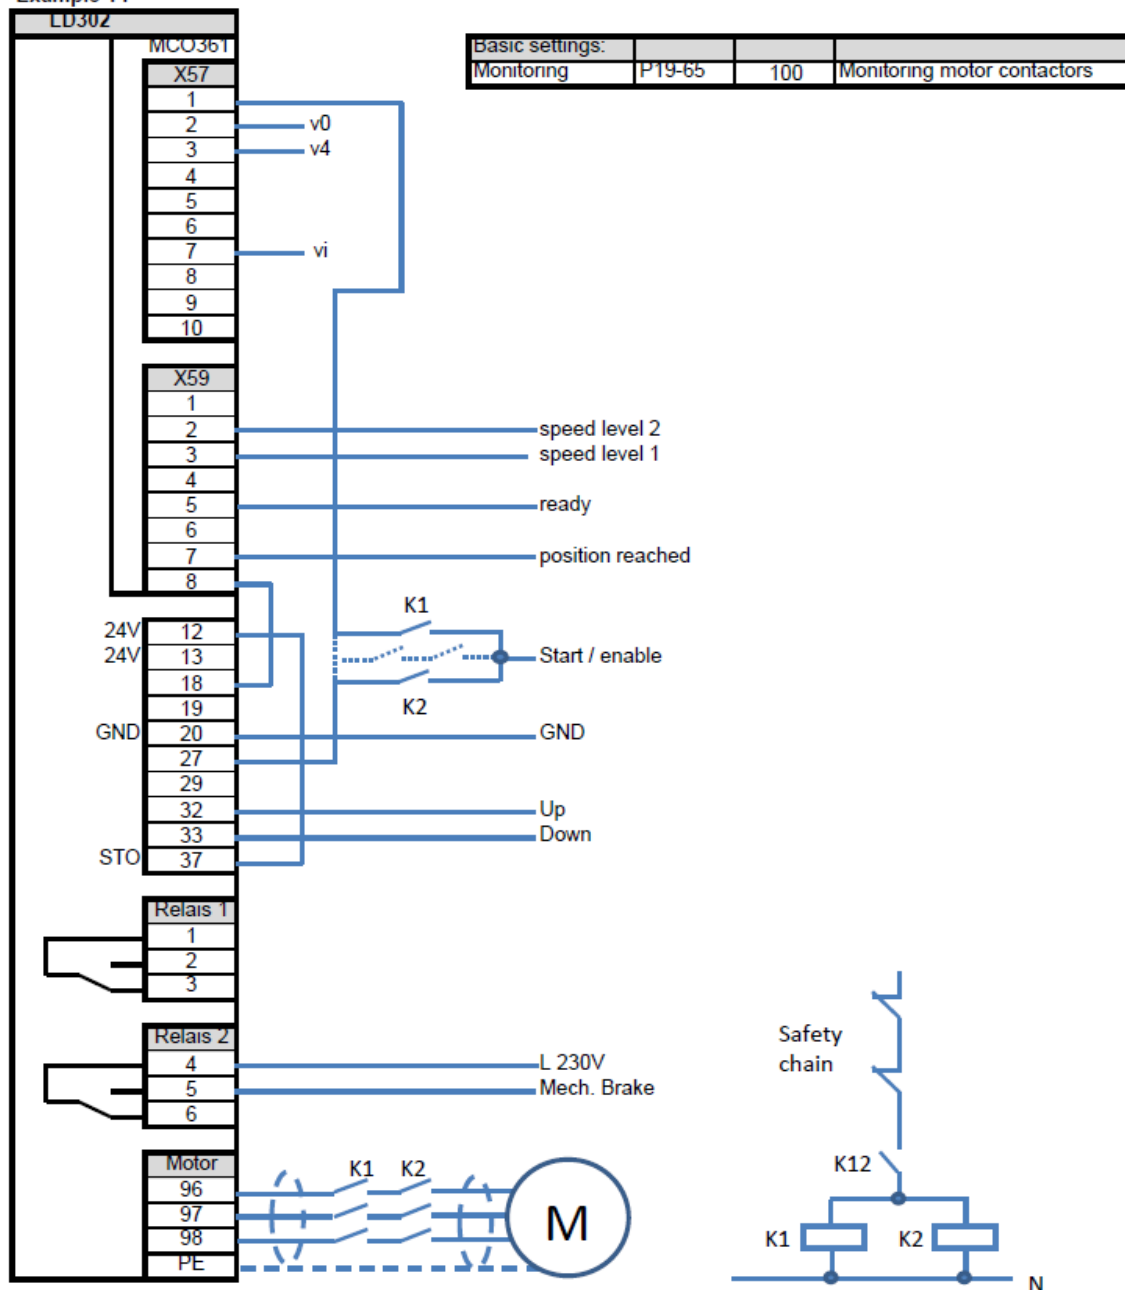 LD302
MCO361
Basic settings:
Monitoring P19-65 100 Monitoring motor contactors
X57
1
2 v0
3 v4
4
5
6
7 vi
8
9
10
X59
1
2 speed level 2
3 speed level 1
4
5 ready
6
7 position reached
8
K1
24V 12
24V 13 Start / enable
18
19 K2
GND 20 GND
27
29
32 Up
33 Down
STO 37
Relais 1
1
2
3
Relais 2
4 L 230V
5 Mech. Brake
6
Safety
chain
Motor
K1 K2
96
97 M
98
PE
K12
K1 K2
N